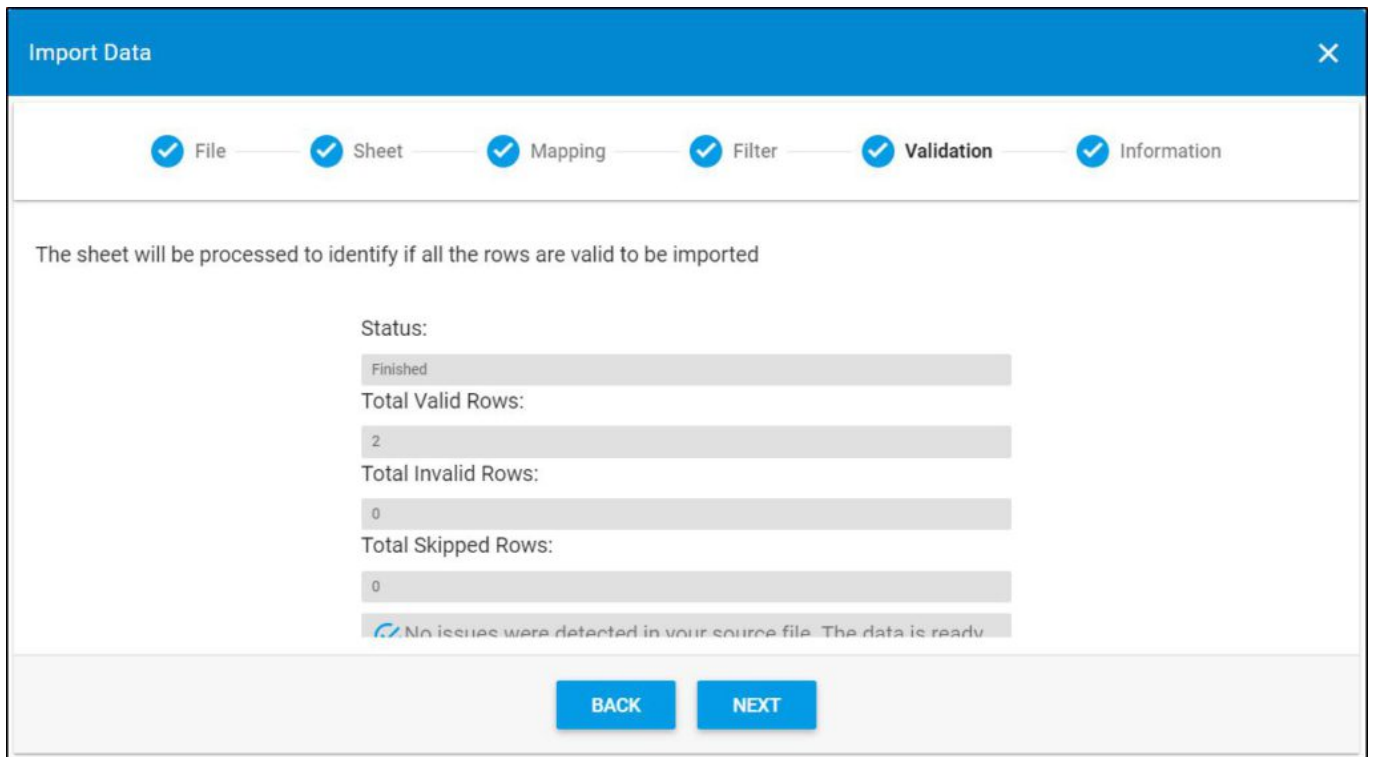 Import Data
File
Sheet
Mapping
Filter
Validation
Information
The sheet will be processed to identify if all the rows are valid to be imported
Status:
Finished
Total Valid Rows:
2
Total Invalid Rows:
0
Total Skipped Rows:
0
No issues were detected in your source file. The data is ready
BACK
NEXT